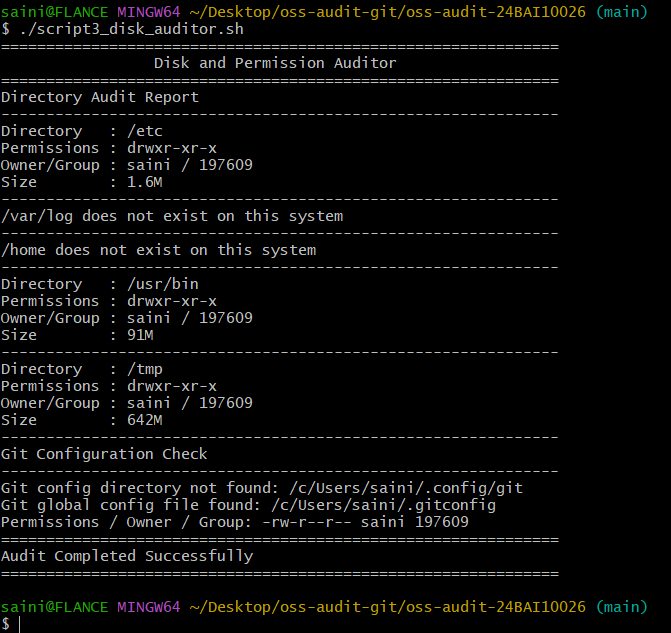 saini@FLANCE MINGW64 ~/Desktop/oss-audit-git/oss-audit-24BAI10026 (main)
$ ./script3_disk_auditor.sh
==============================================================
                 Disk and Permission Auditor
==============================================================
Directory Audit Report
--------------------------------------------------------------
Directory   : /etc
Permissions : drwxr-xr-x
Owner/Group : saini / 197609
Size        : 1.6M
--------------------------------------------------------------
/var/log does not exist on this system
--------------------------------------------------------------
/home does not exist on this system
--------------------------------------------------------------
Directory   : /usr/bin
Permissions : drwxr-xr-x
Owner/Group : saini / 197609
Size        : 91M
--------------------------------------------------------------
Directory   : /tmp
Permissions : drwxr-xr-x
Owner/Group : saini / 197609
Size        : 642M
--------------------------------------------------------------
Git Configuration Check
--------------------------------------------------------------
Git config directory not found: /c/Users/saini/.config/git
Git global config file found: /c/Users/saini/.gitconfig
Permissions / Owner / Group: -rw-r--r-- saini 197609
==============================================================
Audit Completed Successfully
==============================================================
saini@FLANCE MINGW64 ~/Desktop/oss-audit-git/oss-audit-24BAI10026 (main)
$